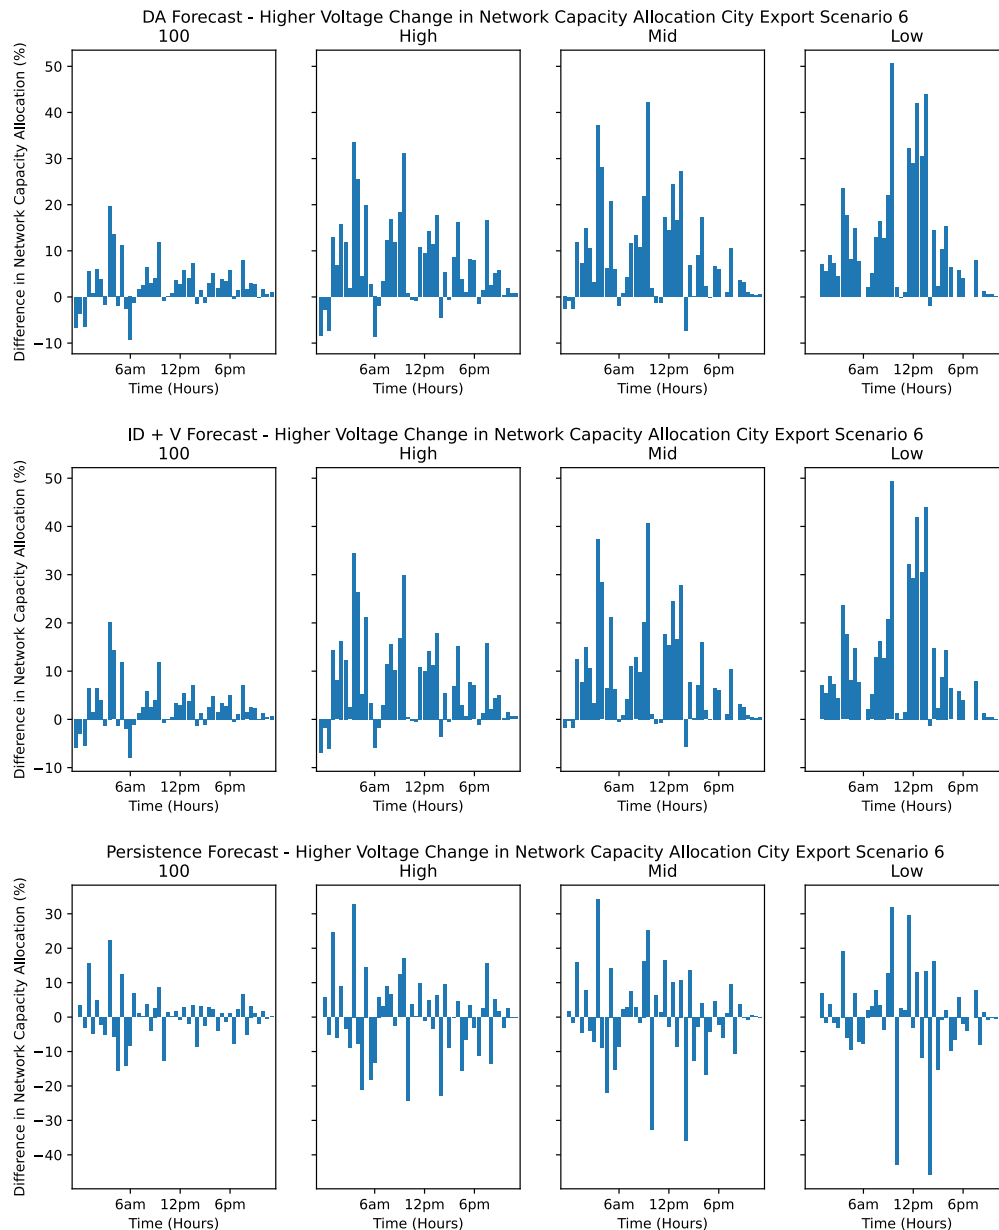 DA Forecast - Higher Voltage Change in Network Capacity Allocation City Export Scenario 6
100 High Mid Low
Difference in Network Capacity Allocation (%)
50
40
30
20
10
0
−10
6am 12pm 6pm 6am 12pm 6pm 6am 12pm 6pm 6am 12pm 6pm
Time (Hours) Time (Hours) Time (Hours) Time (Hours)
ID + V Forecast - Higher Voltage Change in Network Capacity Allocation City Export Scenario 6
100 High Mid Low
Difference in Network Capacity Allocation (%)
50
40
30
20
10
0
−10
6am 12pm 6pm 6am 12pm 6pm 6am 12pm 6pm 6am 12pm 6pm
Time (Hours) Time (Hours) Time (Hours) Time (Hours)
Persistence Forecast - Higher Voltage Change in Network Capacity Allocation City Export Scenario 6
100 High Mid Low
Difference in Network Capacity Allocation (%)
30
20
10
0
−10
−20
−30
−40
6am 12pm 6pm 6am 12pm 6pm 6am 12pm 6pm 6am 12pm 6pm
Time (Hours) Time (Hours) Time (Hours) Time (Hours)